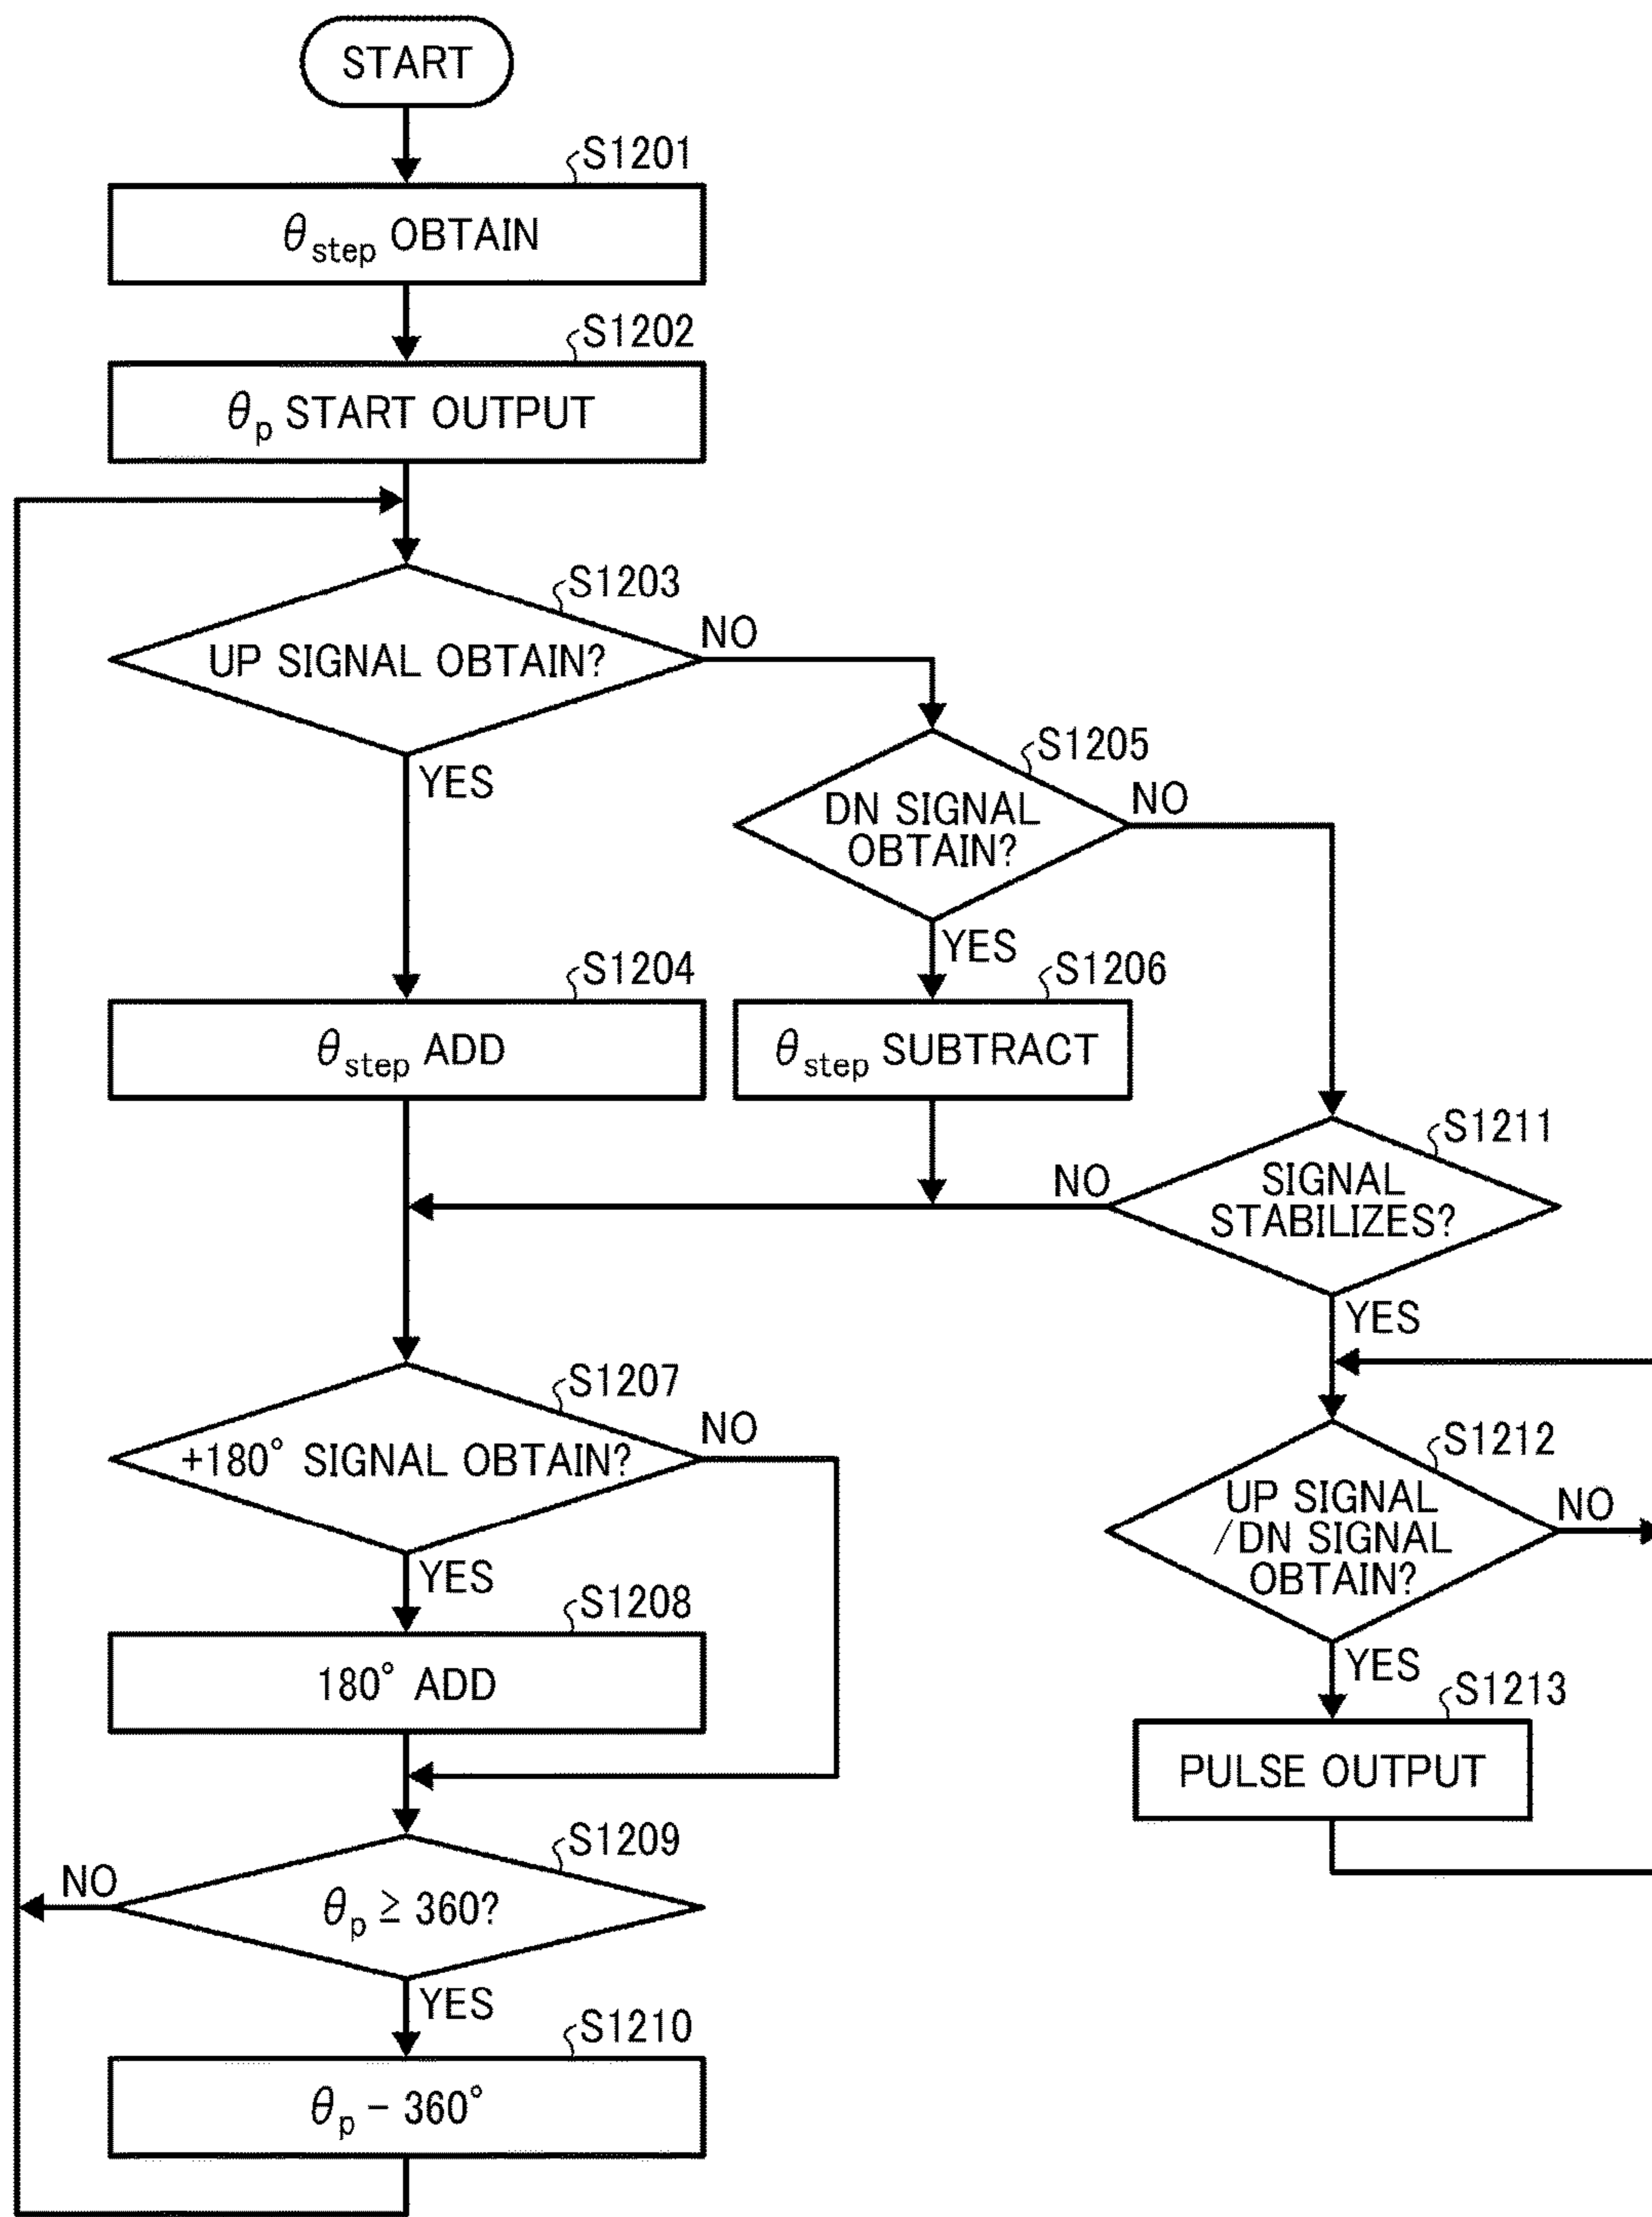 START
S1201
θstep OBTAIN
S1202
θp START OUTPUT
S1203
UP SIGNAL OBTAIN?
NO
YES
S1205
DN SIGNAL
OBTAIN?
NO
YES
S1204
θstep ADD
S1206
θstep SUBTRACT
S1211
SIGNAL
STABILIZES?
NO
YES
S1207
+180° SIGNAL OBTAIN?
NO
YES
S1212
UP SIGNAL
/DN SIGNAL
OBTAIN?
NO
YES
S1208
180° ADD
S1213
PULSE OUTPUT
S1209
θp ≥ 360?
NO
YES
S1210
θp − 360°